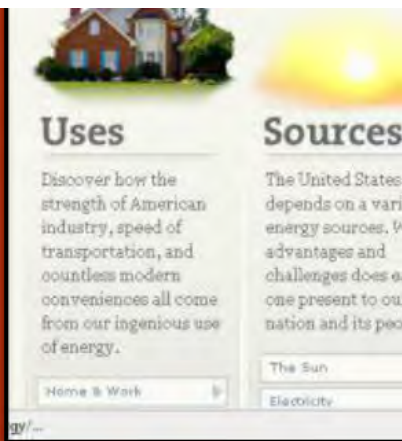 Uses
Discover how the
strength of American
industry, speed of
transportation, and
countless modern
conveniences all come
from our ingenious use
of energy.
Home & Work
Sources
The United States
depends on a vari
energy sources. W
advantages and
challenges does ea
one present to ou
nation and its peo
The Sun
Electricity
gy/...